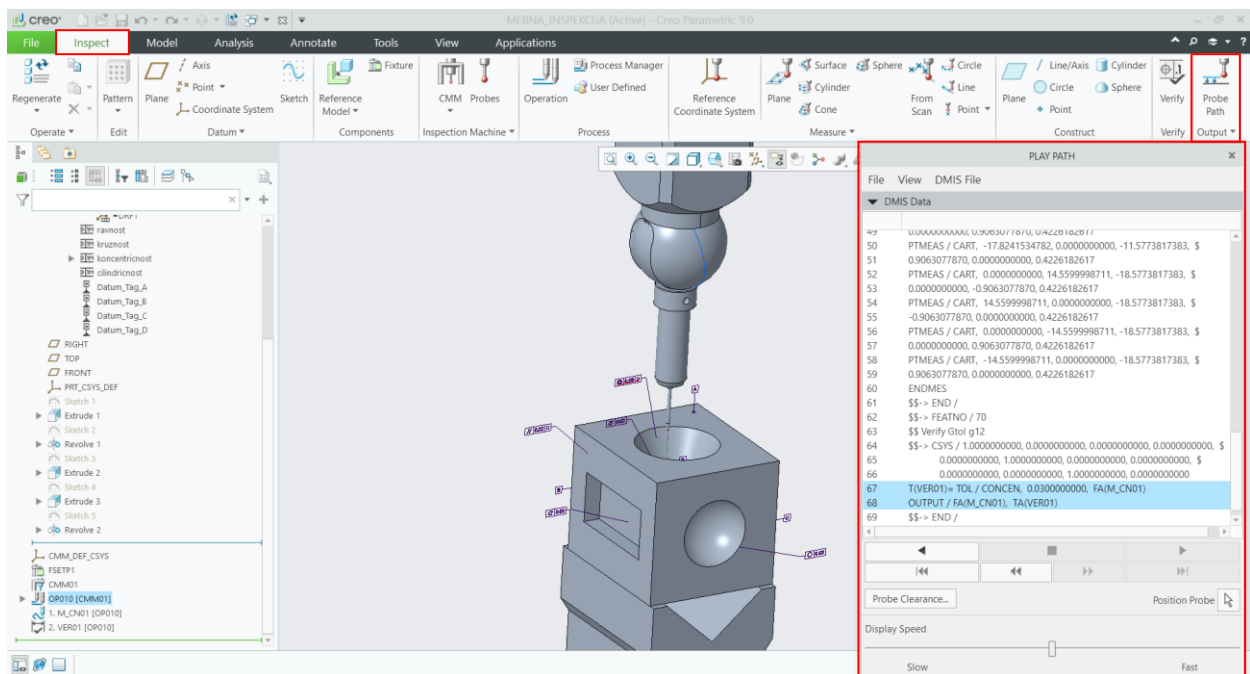 creo
MERNA_INSPEKCIJA (Active) - Creo Parametric 9.0
File Inspect Model Analysis Annotate Tools View Applications
Regenerate
Operate
Pattern
Edit
Plane
Axis
Point
Coordinate System
Sketch
Datum
Reference Model
Fixture
Components
CMM
Probes
Inspection Machine
Operation
Process Manager
User Defined
Process
Reference
Coordinate System
Plane
Surface
Cylinder
Cone
Sphere
From Scan
Circle
Line
Point
Measure
Plane
Line/Axis
Circle
Point
Cylinder
Sphere
Construct
Verify
Verify
Probe Path
Output
ravnost
kruznost
koncentricnost
cilindricnost
Datum_Tag_A
Datum_Tag_B
Datum_Tag_C
Datum_Tag_D
RIGHT
TOP
FRONT
PRT_CSYS_DEF
Sketch 1
Extrude 1
Sketch 2
Revolve 1
Sketch 3
Extrude 2
Sketch 4
Extrude 3
Sketch 5
Revolve 2
CMM_DEF_CSYS
FSETP1
CMM01
OP010 [CMM01]
1. M_CN01 [OP010]
2. VER01 [OP010]
PLAY PATH
File View DMIS File
DMIS Data
49 0.0000000000, 0.9063077870, 0.4226182617
50 PTMEAS / CART, -17.8241534782, 0.0000000000, -11.5773817383, $
51 0.9063077870, 0.0000000000, 0.4226182617
52 PTMEAS / CART, 0.0000000000, 14.5599998711, -18.5773817383, $
53 0.0000000000, -0.9063077870, 0.4226182617
54 PTMEAS / CART, 14.5599998711, 0.0000000000, -18.5773817383, $
55 -0.9063077870, 0.0000000000, 0.4226182617
56 PTMEAS / CART, 0.0000000000, -14.5599998711, -18.5773817383, $
57 0.0000000000, 0.9063077870, 0.4226182617
58 PTMEAS / CART, -14.5599998711, 0.0000000000, -18.5773817383, $
59 0.9063077870, 0.0000000000, 0.4226182617
60 ENDMES
61 $$-> END /
62 $$-> FEATNO / 70
63 $$ Verify Gtol g12
64 $$-> CSYS / 1.0000000000, 0.0000000000, 0.0000000000, 0.0000000000, $
65 0.0000000000, 1.0000000000, 0.0000000000, 0.0000000000, $
66 0.0000000000, 0.0000000000, 1.0000000000, 0.0000000000
67 T(VER01)= TOL / CONCEN, 0.0300000000, FA(M_CN01)
68 OUTPUT / FA(M_CN01), TA(VER01)
69 $$-> END /
Probe Clearance...
Position Probe
Display Speed
Slow Fast